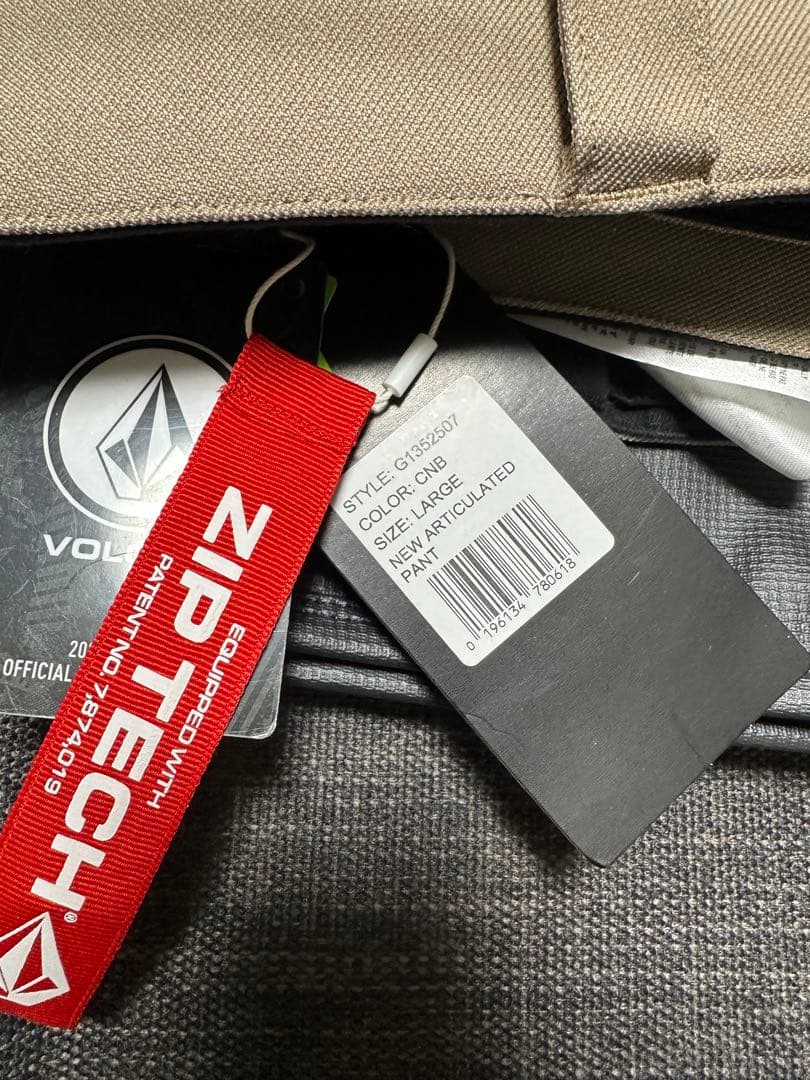 STYLE: G1352507
COLOR: CNB
SIZE: LARGE
NEW ARTICULATED
PANT
0 196134 780618
EQUIPPED WITH
ZIP TECH®
PATENT NO. 7,874,019
OFFICIAL